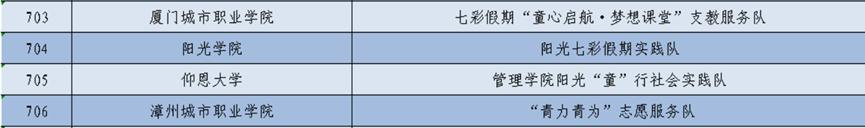 703 厦门城市职业学院 七彩假期“童心启航·梦想课堂”支教服务队
704 阳光学院 阳光七彩假期实践队
705 仰恩大学 管理学院阳光“童”行社会实践队
706 漳州城市职业学院 “青力青为”志愿服务队